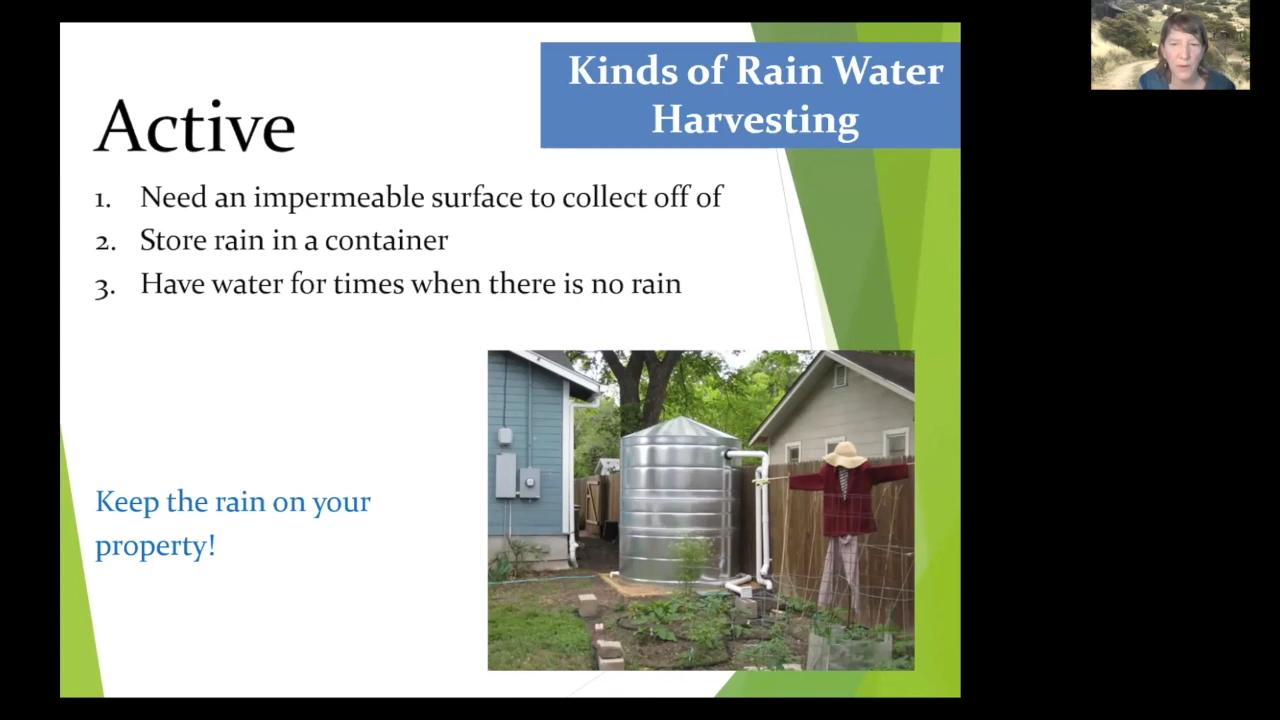 Kinds of Rain Water
Harvesting
Active
1. Need an impermeable surface to collect off of
2. Store rain in a container
3. Have water for times when there is no rain
Keep the rain on your
property!